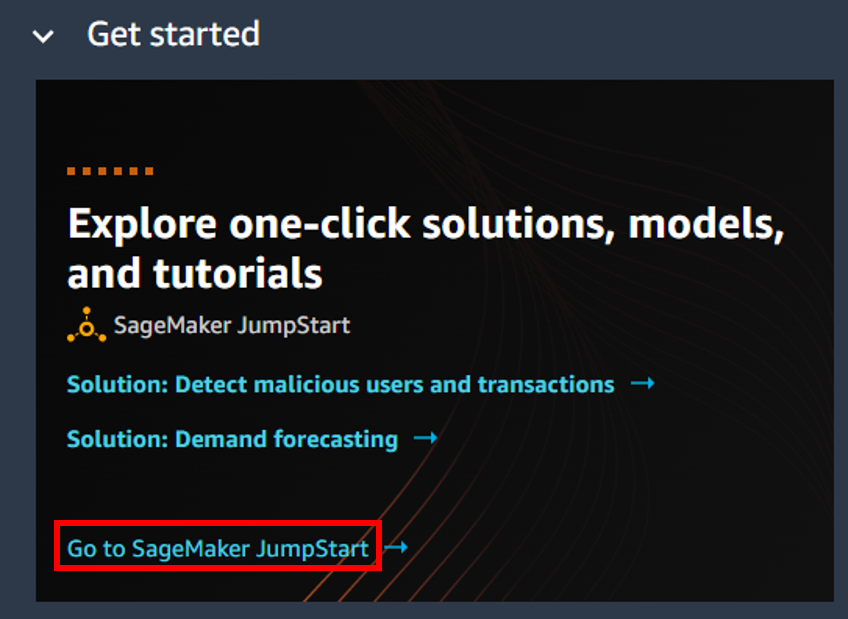 Get started
Explore one-click solutions, models,
and tutorials
SageMaker JumpStart
Solution: Detect malicious users and transactions →
Solution: Demand forecasting →
Go to SageMaker JumpStart →